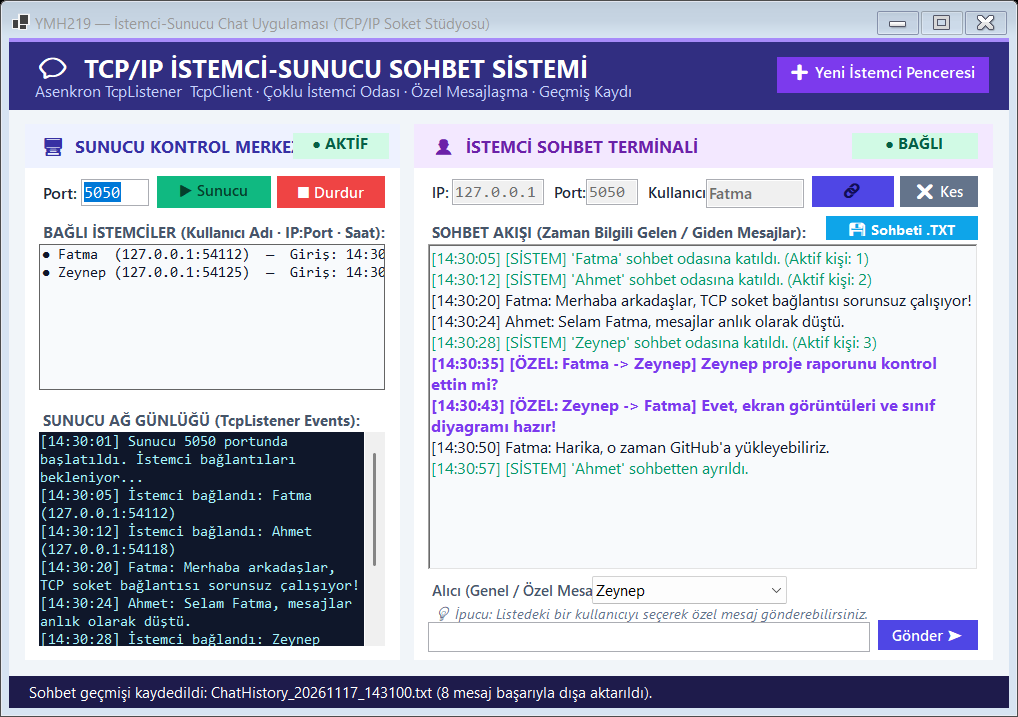 YMH219 — İstemci-Sunucu Chat Uygulaması (TCP/IP Soket Stüdyosu)
TCP/IP İSTEMCİ-SUNUCU SOHBET SİSTEMİ
Asenkron TcpListener  TcpClient · Çoklu İstemci Odası · Özel Mesajlaşma · Geçmiş Kaydı
Yeni İstemci Penceresi
SUNUCU KONTROL MERKEZ
● AKTİF
Port: 5050
▶ Sunucu
■ Durdur
BAĞLI İSTEMCİLER (Kullanıcı Adı · IP:Port · Saat):
● Fatma  (127.0.0.1:54112)  —  Giriş: 14:30
● Zeynep (127.0.0.1:54125)  —  Giriş: 14:30
SUNUCU AĞ GÜNLÜĞÜ (TcpListener Events):
[14:30:01] Sunucu 5050 portunda
başlatıldı. İstemci bağlantıları
bekleniyor...
[14:30:05] İstemci bağlandı: Fatma
(127.0.0.1:54112)
[14:30:12] İstemci bağlandı: Ahmet
(127.0.0.1:54118)
[14:30:20] Fatma: Merhaba arkadaşlar,
TCP soket bağlantısı sorunsuz çalışıyor!
[14:30:24] Ahmet: Selam Fatma, mesajlar
anlık olarak düştü.
[14:30:28] İstemci bağlandı: Zeynep
İSTEMCİ SOHBET TERMİNALİ
● BAĞLI
IP: 127.0.0.1 Port: 5050 Kullanıcı Fatma
Kes
SOHBET AKIŞI (Zaman Bilgili Gelen / Giden Mesajlar):
Sohbeti .TXT
[14:30:05] [SİSTEM] 'Fatma' sohbet odasına katıldı. (Aktif kişi: 1)
[14:30:12] [SİSTEM] 'Ahmet' sohbet odasına katıldı. (Aktif kişi: 2)
[14:30:20] Fatma: Merhaba arkadaşlar, TCP soket bağlantısı sorunsuz çalışıyor!
[14:30:24] Ahmet: Selam Fatma, mesajlar anlık olarak düştü.
[14:30:28] [SİSTEM] 'Zeynep' sohbet odasına katıldı. (Aktif kişi: 3)
[14:30:35] [ÖZEL: Fatma -> Zeynep] Zeynep proje raporunu kontrol
ettin mi?
[14:30:43] [ÖZEL: Zeynep -> Fatma] Evet, ekran görüntüleri ve sınıf
diyagramı hazır!
[14:30:50] Fatma: Harika, o zaman GitHub'a yükleyebiliriz.
[14:30:57] [SİSTEM] 'Ahmet' sohbetten ayrıldı.
Alıcı (Genel / Özel Mesa Zeynep
İpucu: Listedeki bir kullanıcıyı seçerek özel mesaj gönderebilirsiniz.
Gönder ➤
Sohbet geçmişi kaydedildi: ChatHistory_20261117_143100.txt (8 mesaj başarıyla dışa aktarıldı).